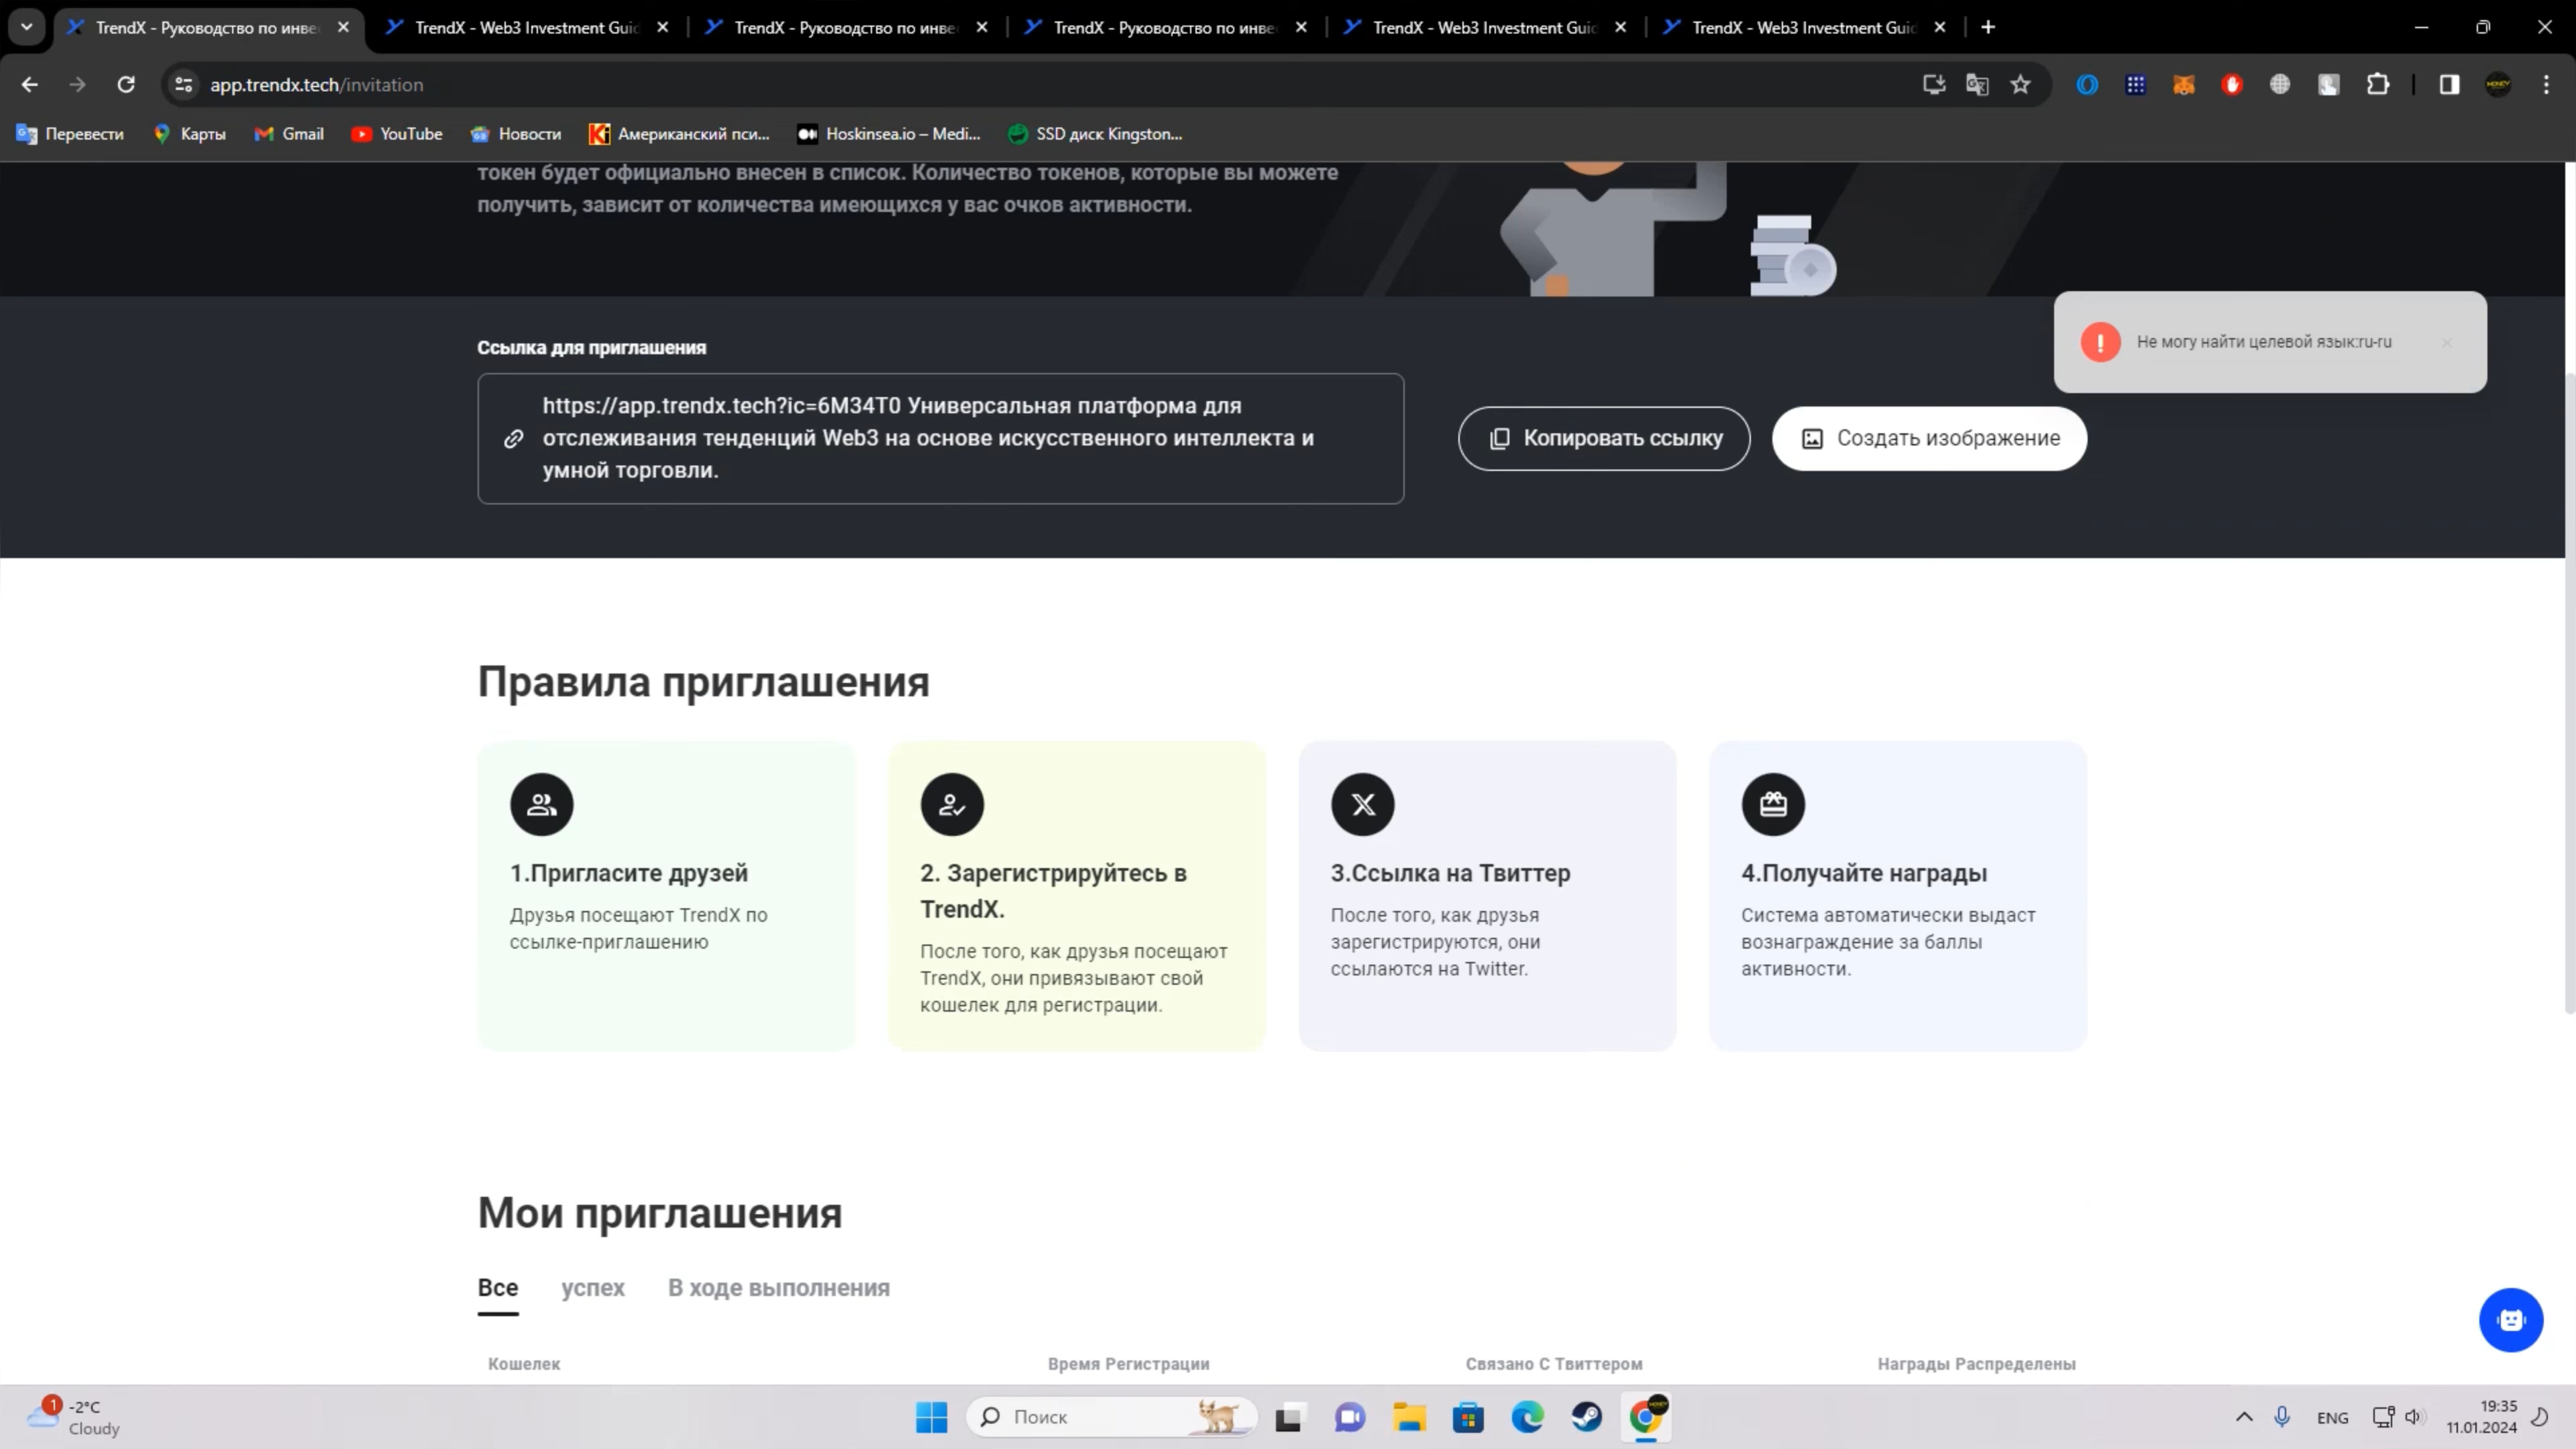 TrendX - Руководство по инве
TrendX - Web3 Investment Guid
TrendX - Руководство по инве
TrendX - Руководство по инве
TrendX - Web3 Investment Guid
TrendX - Web3 Investment Guid
app.trendx.tech/invitation
Перевести
Карты
Gmail
YouTube
Новости
Американский пси...
Hoskinsea.io – Medi...
SSD диск Kingston...
токен будет официально внесен в список. Количество токенов, которые вы можете
получить, зависит от количества имеющихся у вас очков активности.
Не могу найти целевой язык:ru-ru
Ссылка для приглашения
https://app.trendx.tech?ic=6M34T0 Универсальная платформа для
отслеживания тенденций Web3 на основе искусственного интеллекта и
умной торговли.
Копировать ссылку
Создать изображение
Правила приглашения
1.Пригласите друзей
Друзья посещают TrendX по
ссылке-приглашению
2. Зарегистрируйтесь в
TrendX.
После того, как друзья посещают
TrendX, они привязывают свой
кошелек для регистрации.
3.Ссылка на Твиттер
После того, как друзья
зарегистрируются, они
ссылаются на Twitter.
4.Получайте награды
Система автоматически выдаст
вознаграждение за баллы
активности.
Мои приглашения
Все
успех
В ходе выполнения
Кошелек
Время Регистрации
Связано С Твиттером
Награды Распределены
1
-2°C
Cloudy
Поиск
ENG
19:35
11.01.2024